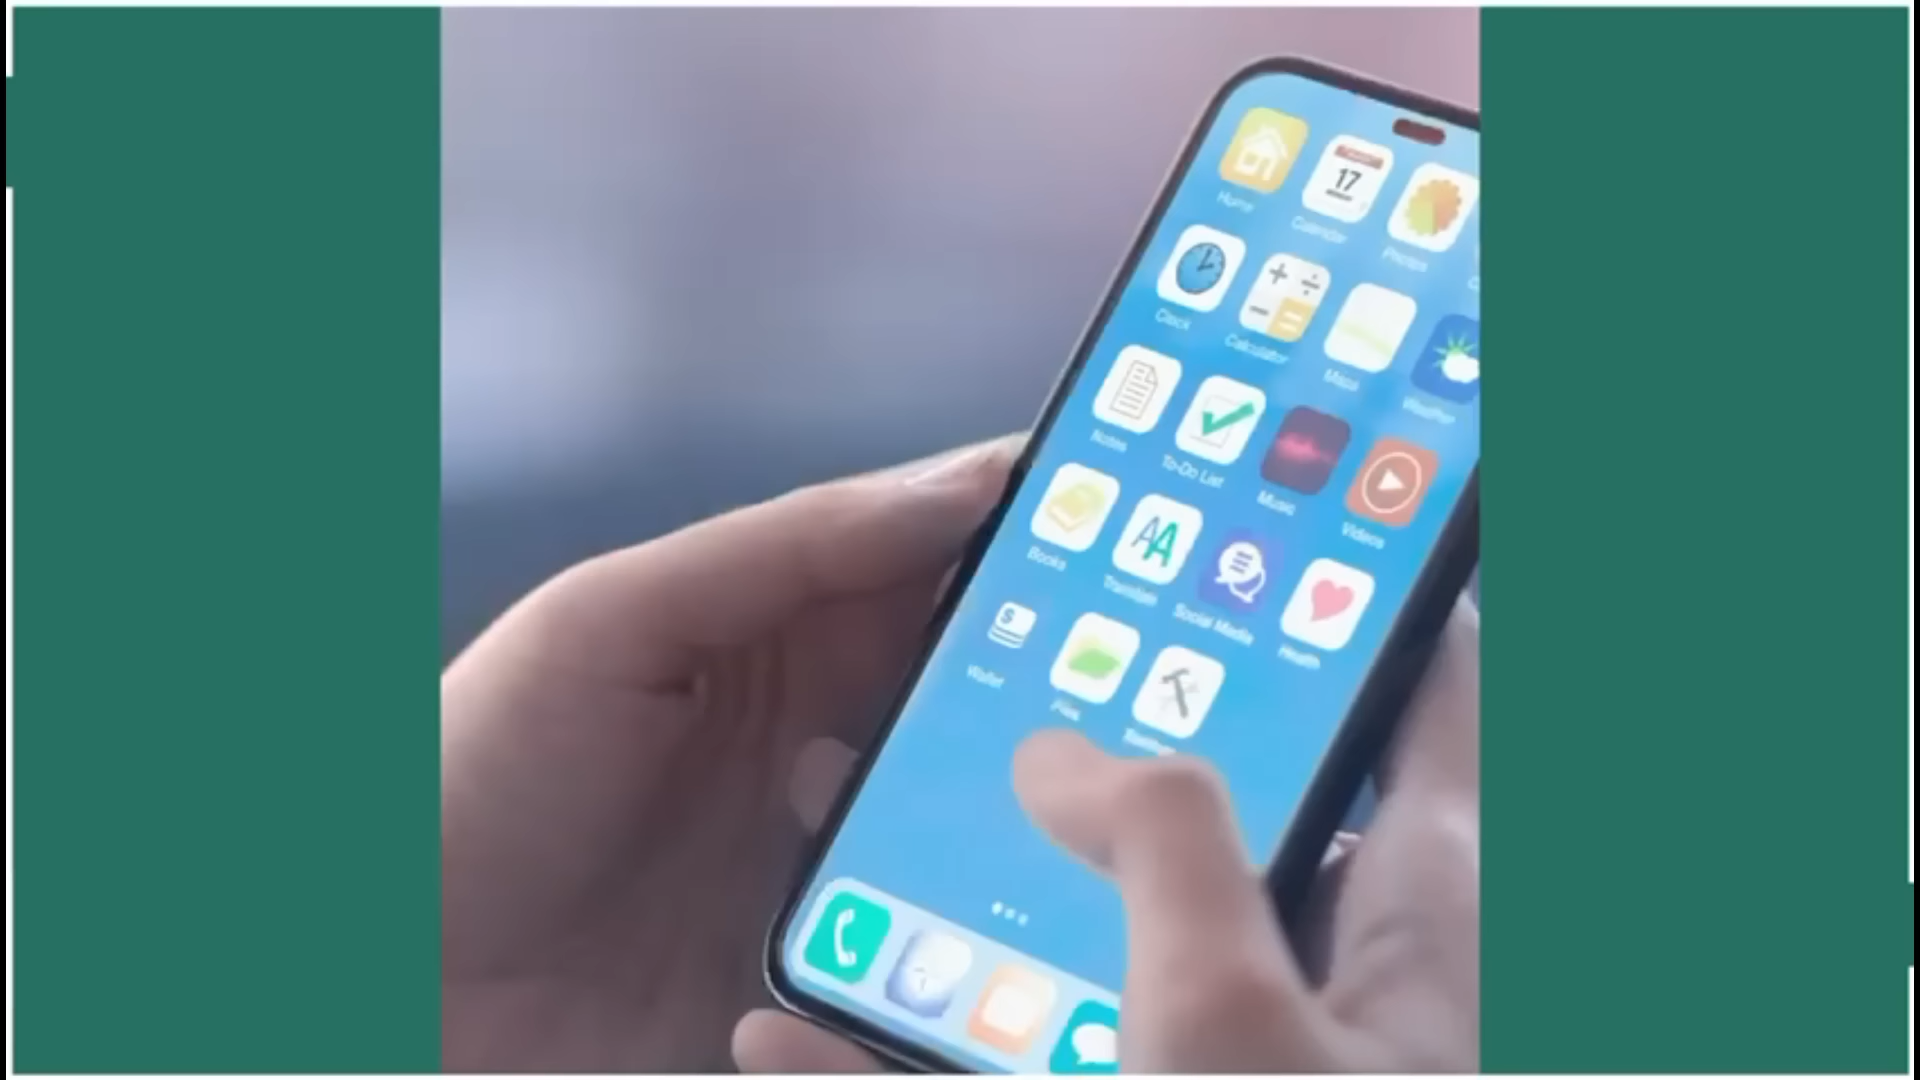 Home
17
Calendar
Photos
Clock
Calculator
Maps
Weather
Notes
To-Do List
Music
Videos
Books
AA
Translate
Social Media
Health
$
Wallet
Files